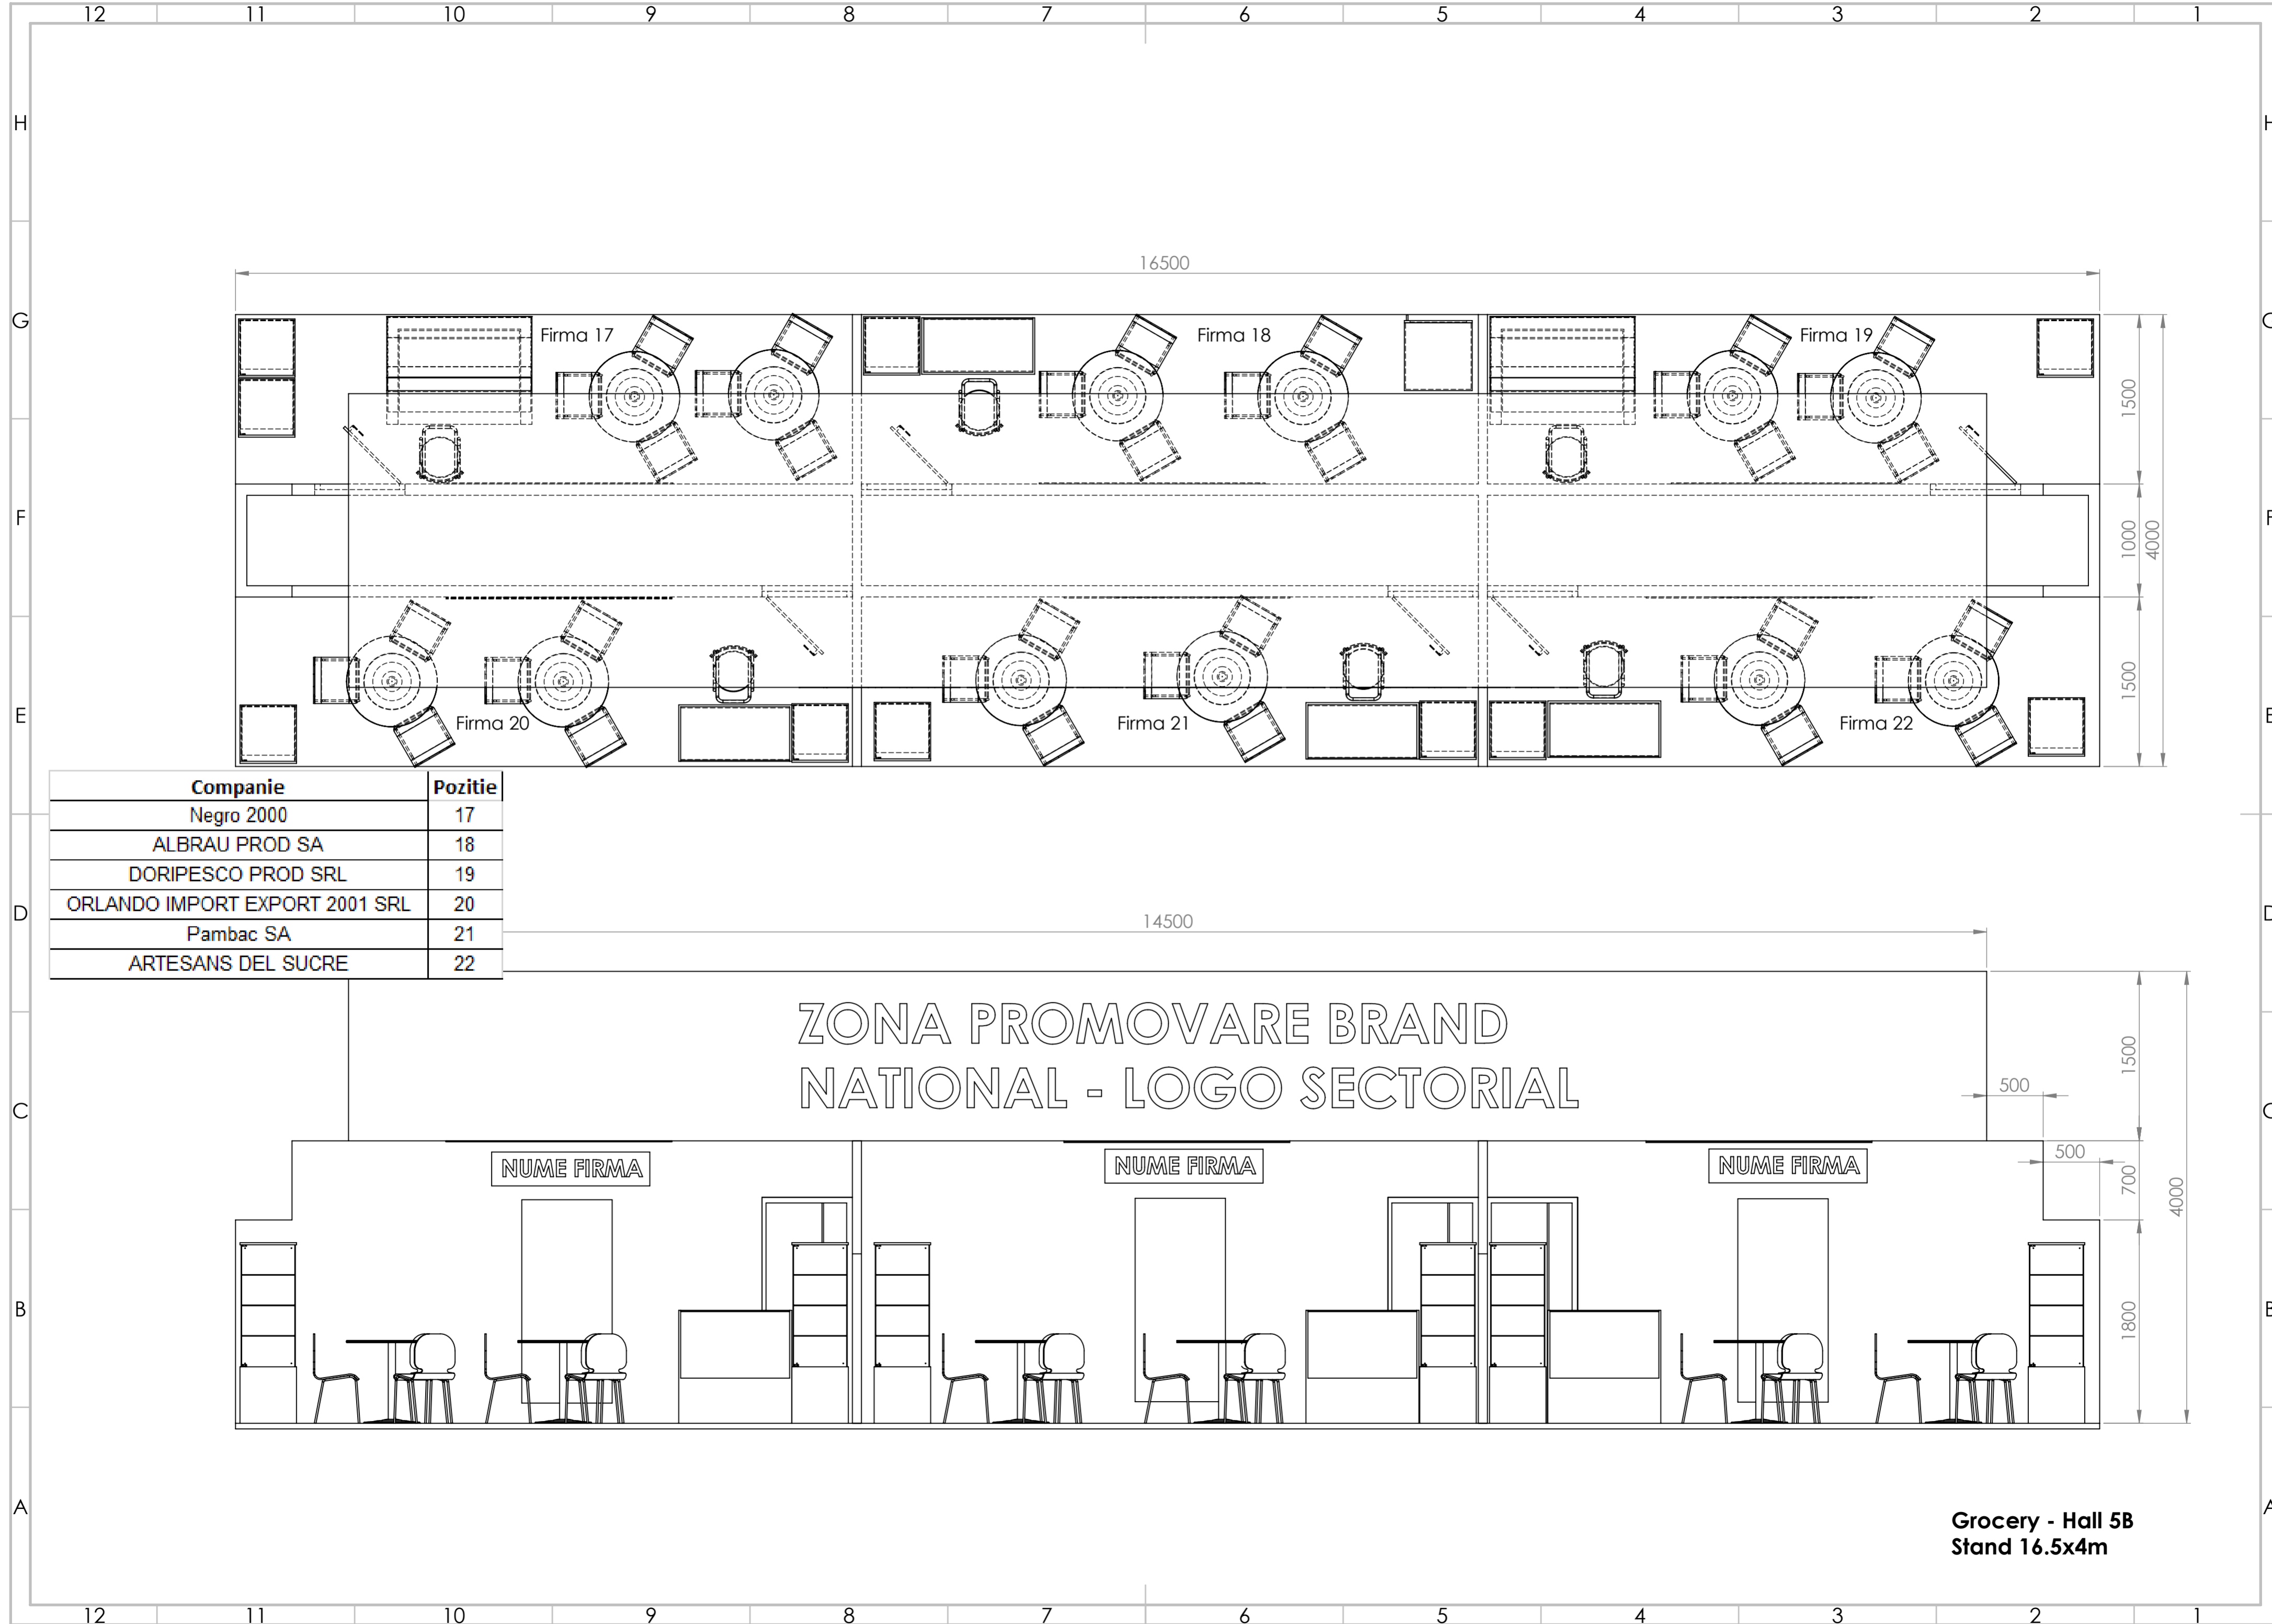 12 11 10 9 8 7 6 5 4 3 2 1
H H
16500
G G
Firma 17 Firma 18 Firma 19
1500
F F
1000
4000
1500
E E
Firma 20 Firma 21 Firma 22
Companie Pozitie
Negro 2000 17
ALBRAU PROD SA 18
DORIPESCO PROD SRL 19
ORLANDO IMPORT EXPORT 2001 SRL 20
Pambac SA 21
ARTESANS DEL SUCRE 22
D D
14500
ZONA PROMOVARE BRAND
NATIONAL - LOGO SECTORIAL
1500
500
C C
500
NUME FIRMA NUME FIRMA NUME FIRMA
700
4000
B B
1800
A A
Grocery - Hall 5B
Stand 16.5x4m
12 11 10 9 8 7 6 5 4 3 2 1